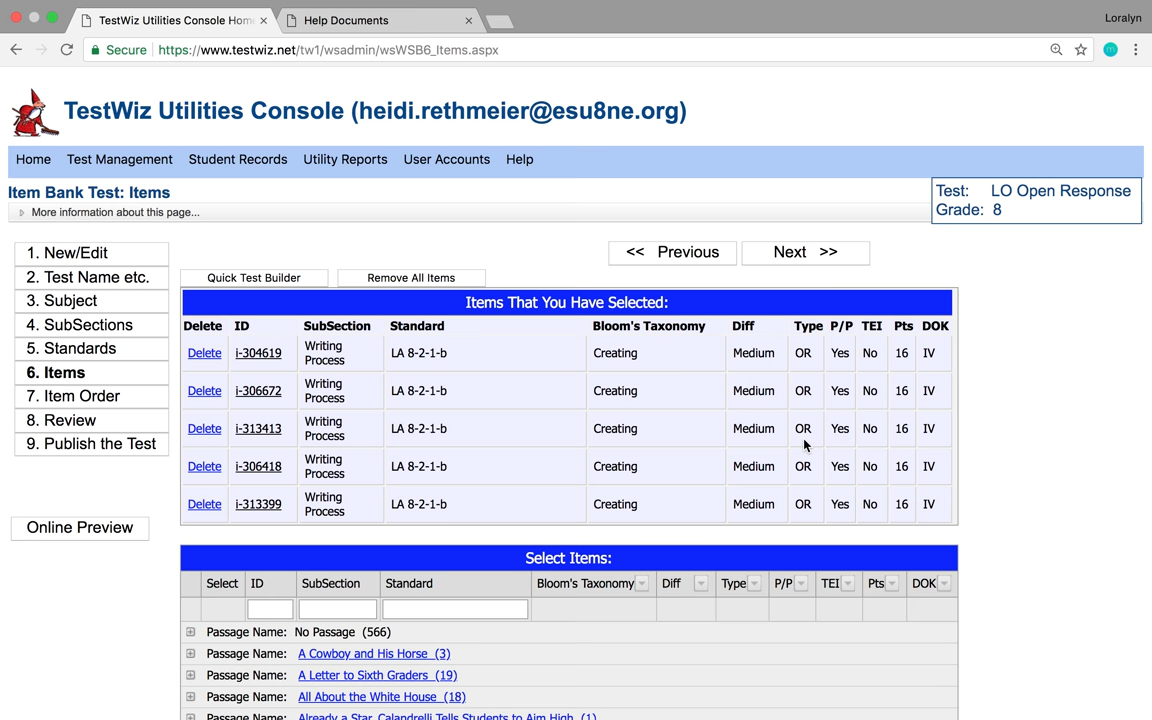 TestWiz Utilities Console Hom
Help Documents
Loralyn
Secure https://www.testwiz.net/tw1/wsadmin/wsWSB6_Items.aspx
TestWiz Utilities Console (heidi.rethmeier@esu8ne.org)
Home Test Management Student Records Utility Reports User Accounts Help
Item Bank Test: Items
More information about this page...
Test: LO Open Response
Grade: 8
1. New/Edit
2. Test Name etc.
3. Subject
4. SubSections
5. Standards
6. Items
7. Item Order
8. Review
9. Publish the Test
Online Preview
<< Previous Next >>
Quick Test Builder Remove All Items
Items That You Have Selected:
Delete ID SubSection Standard Bloom's Taxonomy Diff Type P/P TEI Pts DOK
Delete i-304619 Writing Process LA 8-2-1-b Creating Medium OR Yes No 16 IV
Delete i-306672 Writing Process LA 8-2-1-b Creating Medium OR Yes No 16 IV
Delete i-313413 Writing Process LA 8-2-1-b Creating Medium OR Yes No 16 IV
Delete i-306418 Writing Process LA 8-2-1-b Creating Medium OR Yes No 16 IV
Delete i-313399 Writing Process LA 8-2-1-b Creating Medium OR Yes No 16 IV
Select Items:
Select ID SubSection Standard Bloom's Taxonomy Diff Type P/P TEI Pts DOK
Passage Name: No Passage (566)
Passage Name: A Cowboy and His Horse (3)
Passage Name: A Letter to Sixth Graders (19)
Passage Name: All About the White House (18)
Passage Name: Already a Star, Calandrelli Tells Students to Aim High (1)